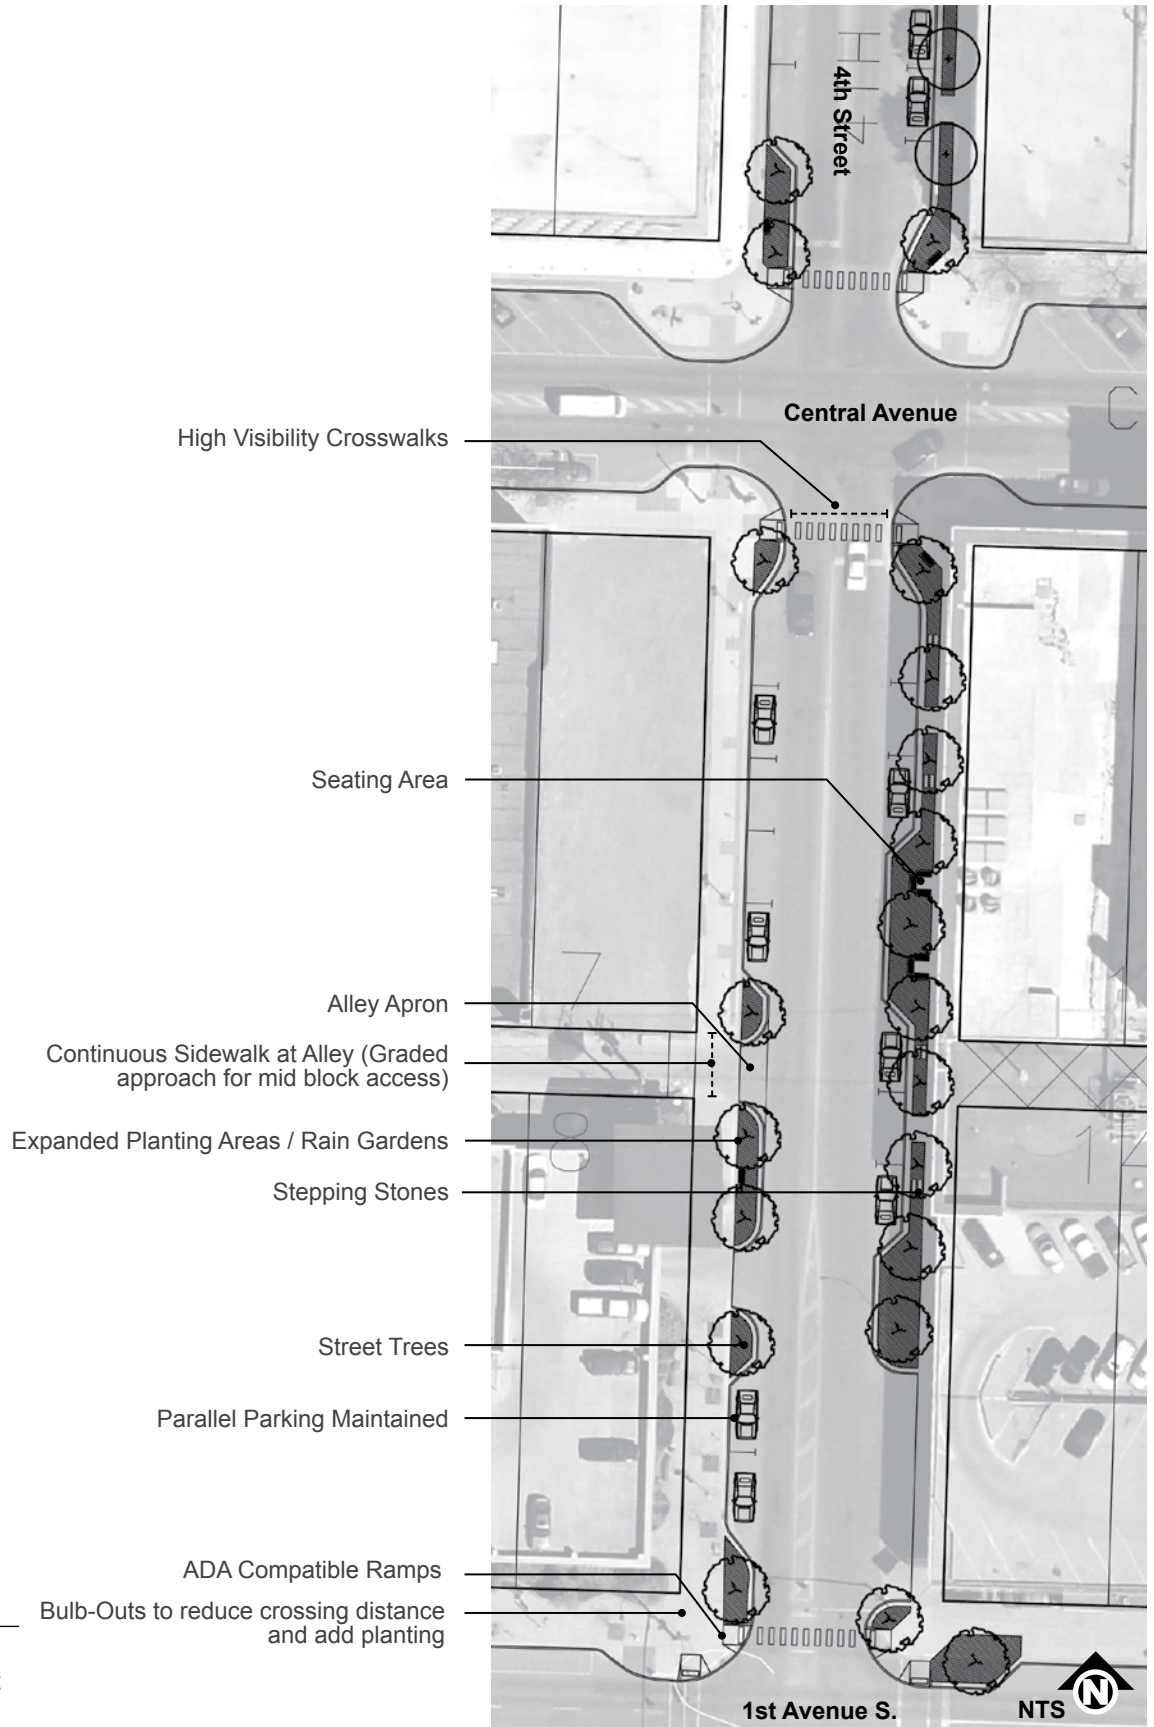 4th Street
Central Avenue
High Visibility Crosswalks
Seating Area
7
Alley Apron
Continuous Sidewalk at Alley (Graded
approach for mid block access)
8
Expanded Planting Areas / Rain Gardens
Stepping Stones
Street Trees
Parallel Parking Maintained
ADA Compatible Ramps
Bulb-Outs to reduce crossing distance
and add planting
1st Avenue S.
NTS
N